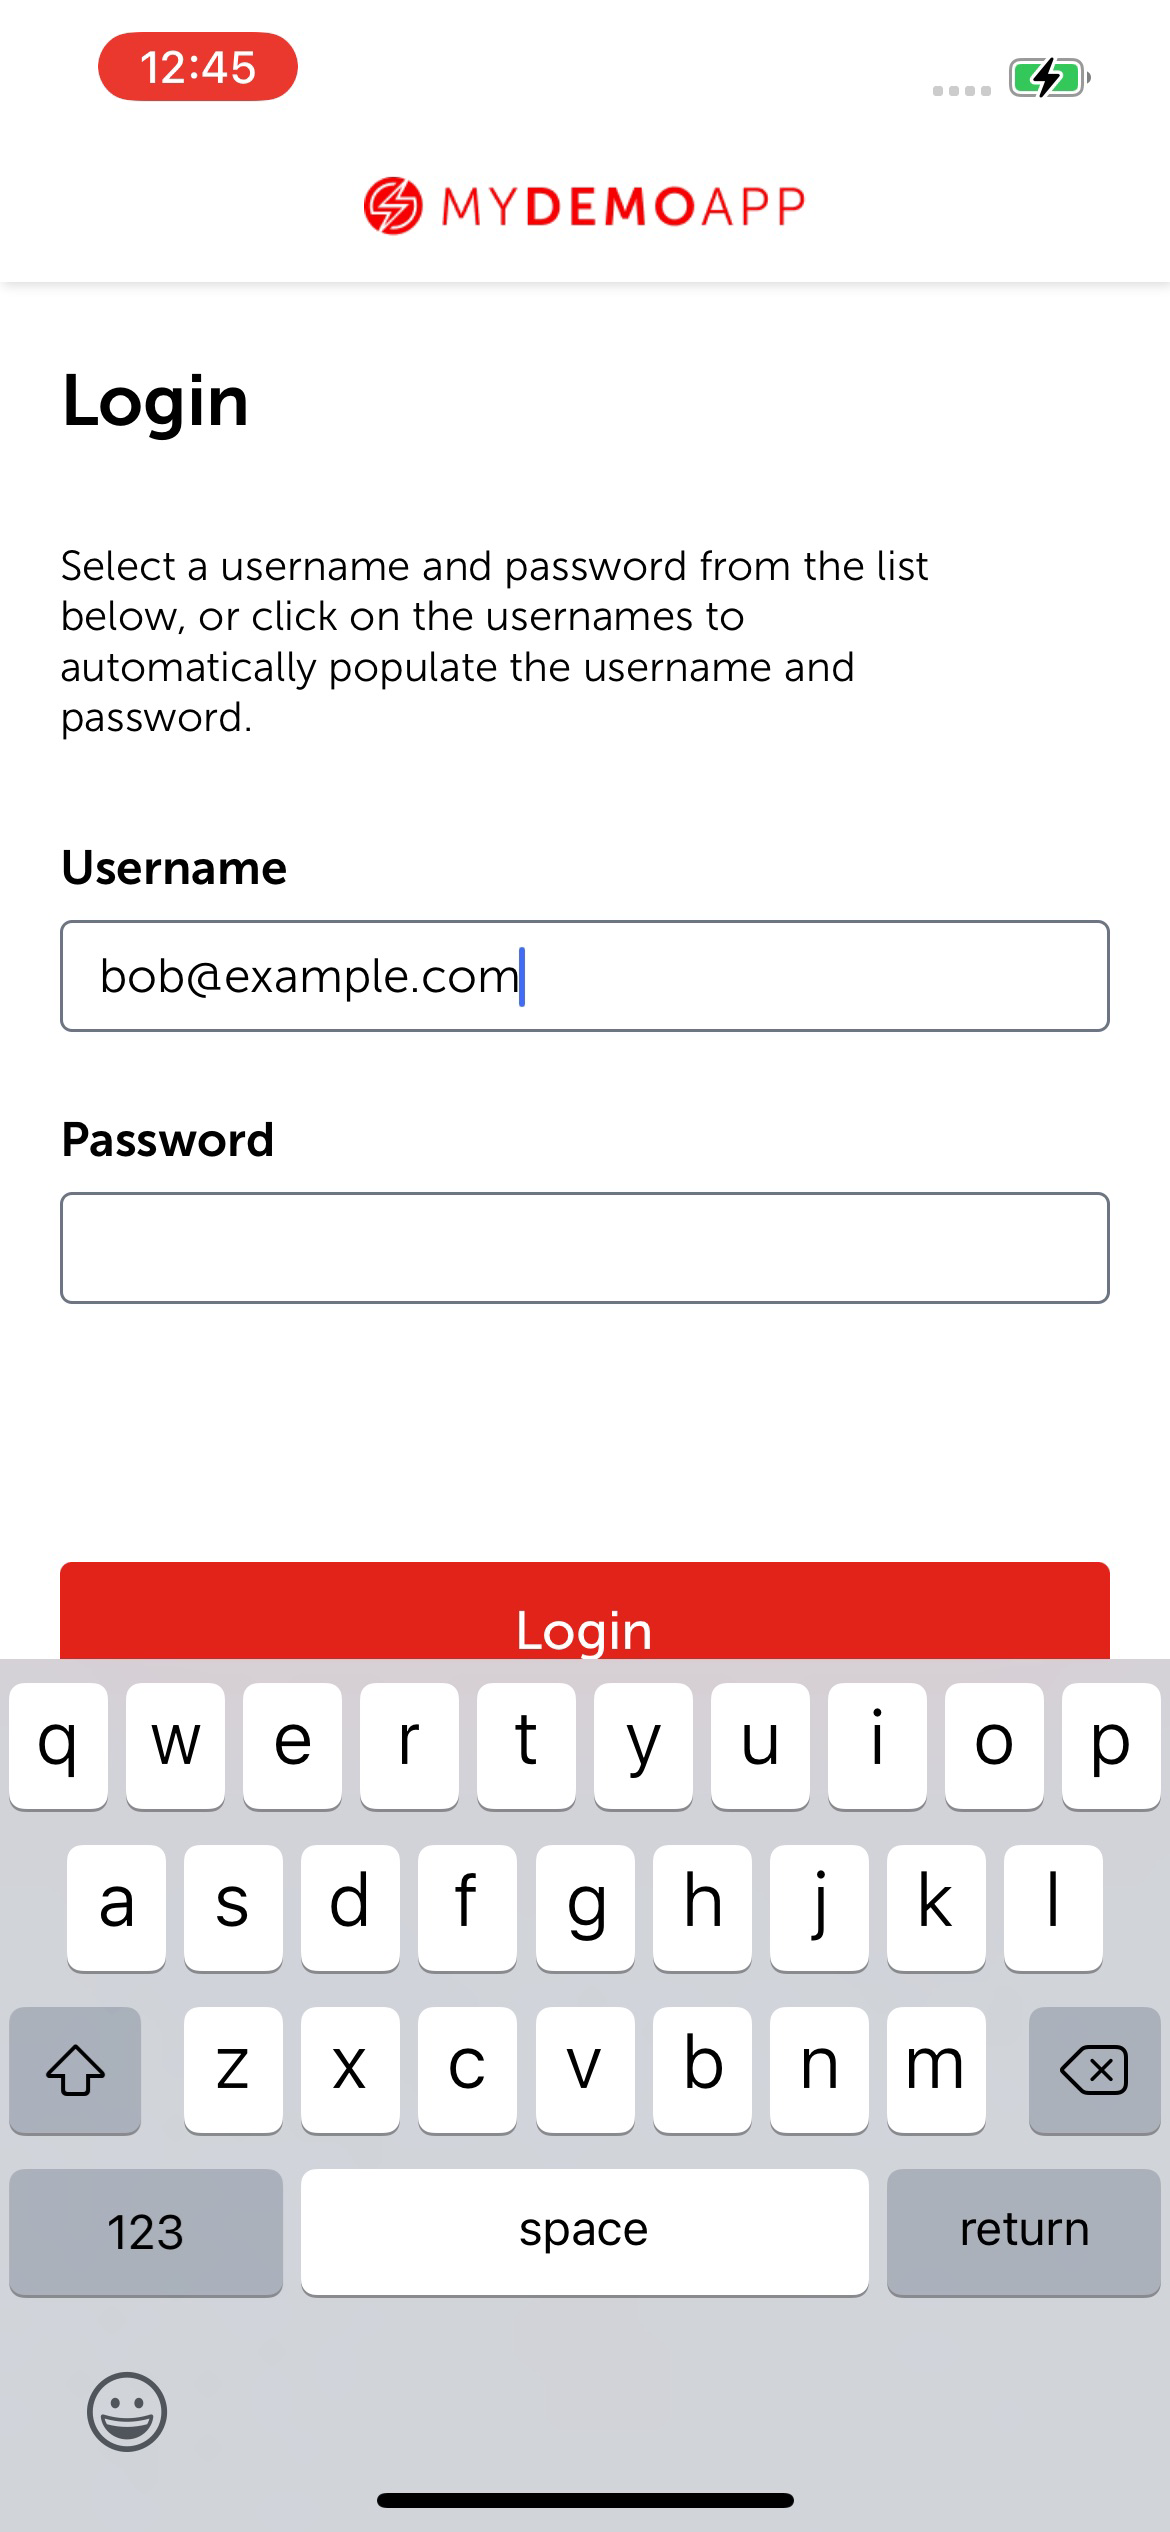 12:45
MYDEMOAPP
Login
Select a username and password from the list
below, or click on the usernames to
automatically populate the username and
password.
Username
bob@example.com
Password
Login
q w e r t y u i o p
a s d f g h j k l
z x c v b n m
123 space return